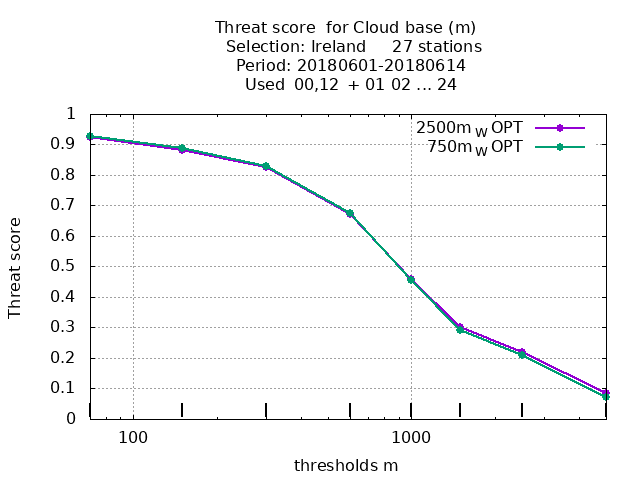 Threat score  for Cloud base (m)
Selection: Ireland     27 stations
Period: 20180601-20180614
Used  00,12  + 01 02 ... 24
2500m W OPT
750m W OPT
1
0.9
0.8
0.7
0.6
0.5
0.4
0.3
0.2
0.1
0
Threat score
100
1000
thresholds m